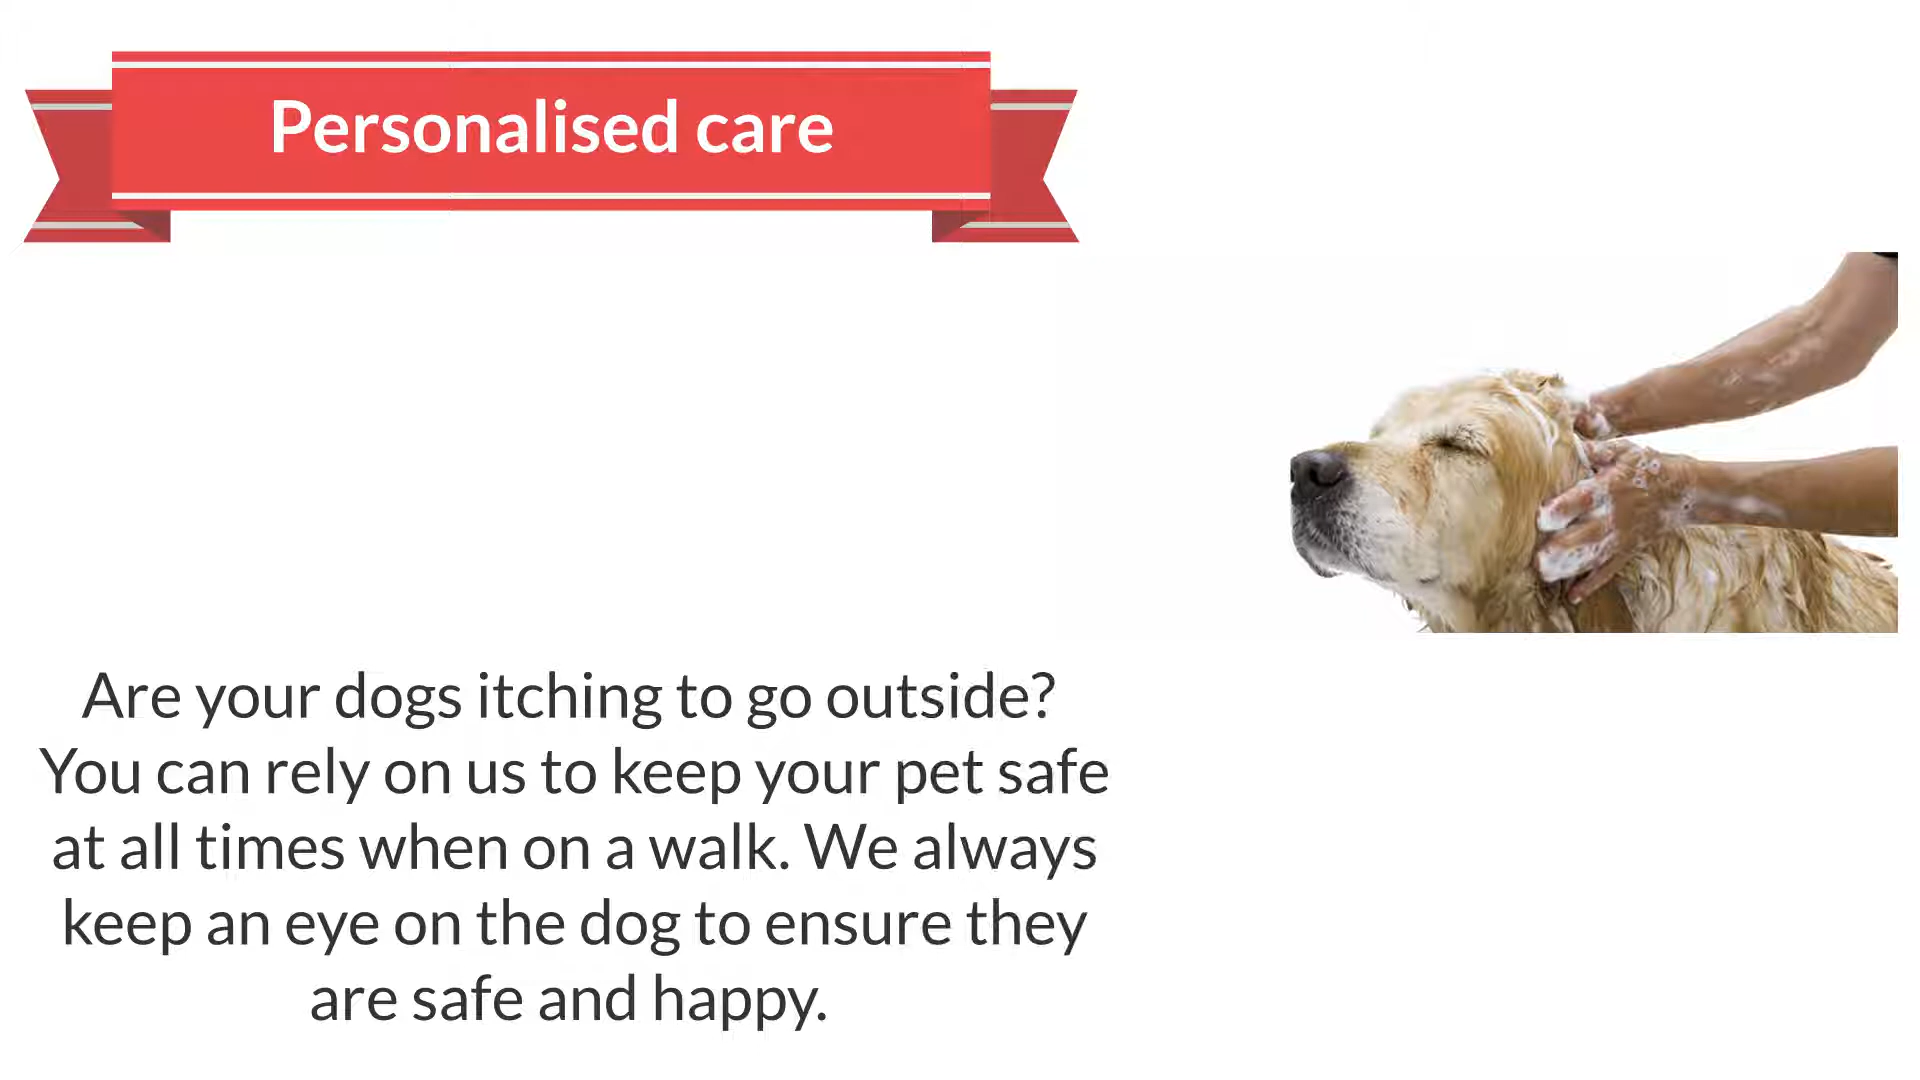 Personalised care
Are your dogs itching to go outside?
You can rely on us to keep your pet safe
at all times when on a walk. We always
keep an eye on the dog to ensure they
are safe and happy.